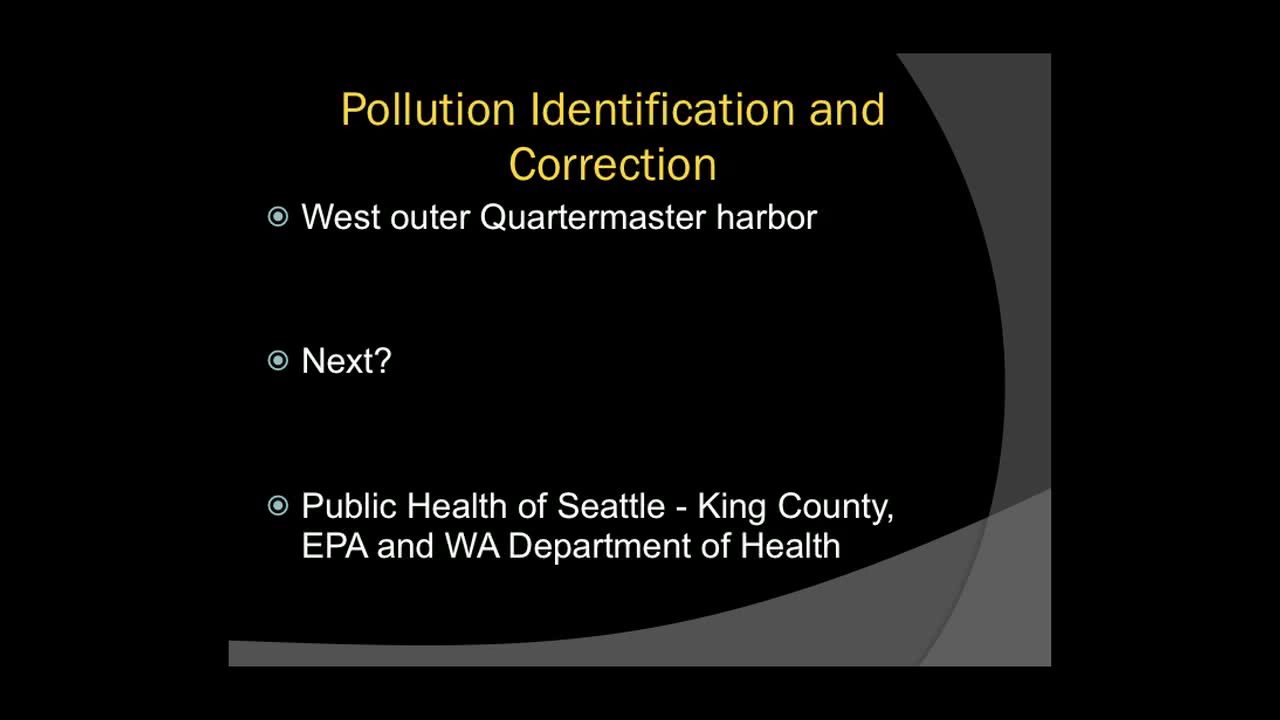 Pollution Identification and
Correction
West outer Quartermaster harbor
Next?
Public Health of Seattle - King County,
EPA and WA Department of Health